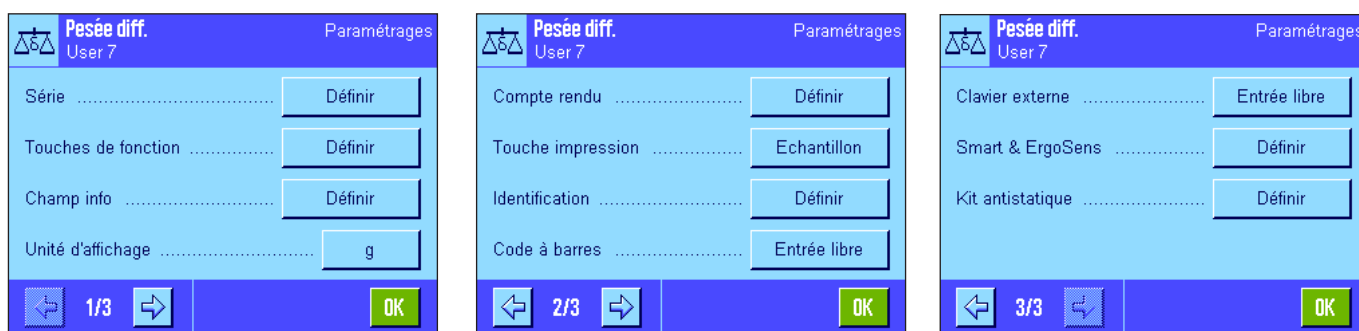 Pesée diff.
Paramétrages
User 7
Série ........ Définir
Touches de fonction ........ Définir
Champ info ........ Définir
Unité d'affichage ........ g
1/3
OK
Pesée diff.
Paramétrages
User 7
Compte rendu ........ Définir
Touche impression ........ Echantillon
Identification ........ Définir
Code à barres ........ Entrée libre
2/3
OK
Pesée diff.
Paramétrages
User 7
Clavier externe ........ Entrée libre
Smart & ErgoSens ........ Définir
Kit antistatique ........ Définir
3/3
OK